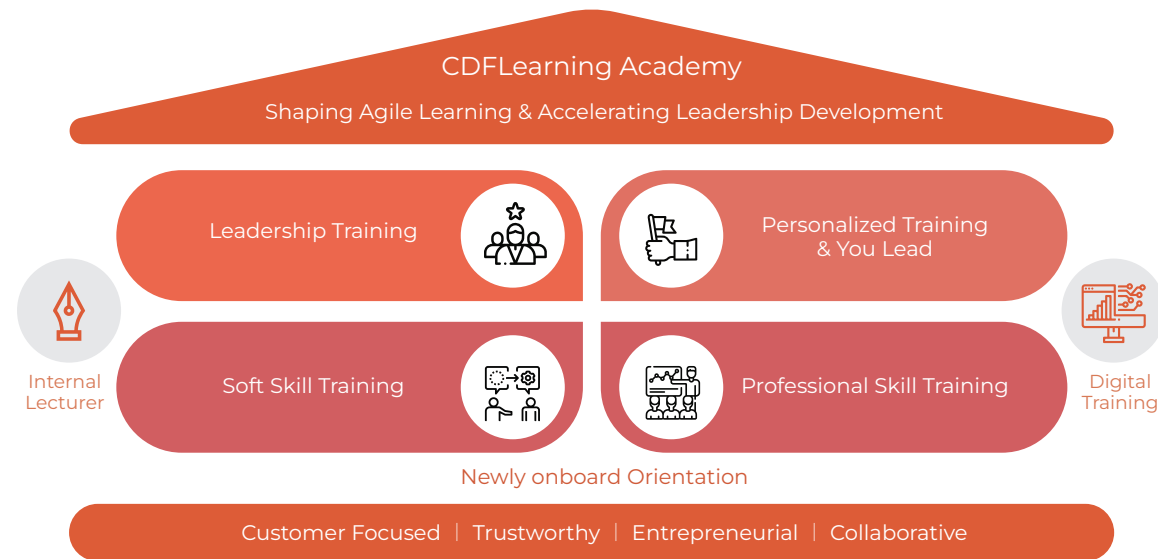 CDFLearning Academy
Shaping Agile Learning & Accelerating Leadership Development
Leadership Training
Personalized Training
& You Lead
Internal
Lecturer
Soft Skill Training
Professional Skill Training
Digital
Training
Newly onboard Orientation
Customer Focused | Trustworthy | Entrepreneurial | Collaborative